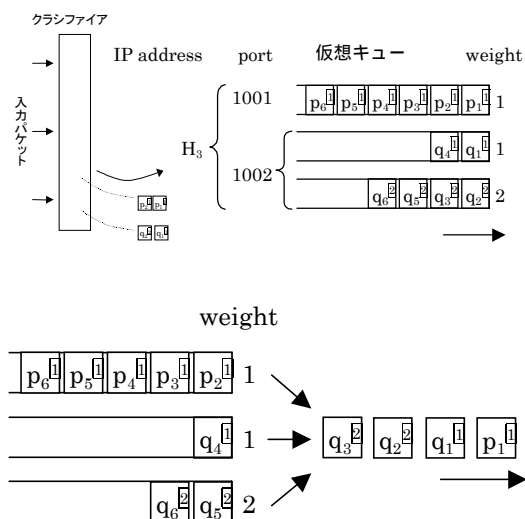 クラシファイア
IP address port 仮想キュー weight
入力パケット
1001 p6 1 p5 1 p4 1 p3 1 p2 1 p1 1 1
H3
q4 1 q1 1 1
1002
q6 2 q5 2 q3 2 q2 2 2
weight
p6 1 p5 1 p4 1 p3 1 p2 1 1
q4 1 1 q3 2 q2 2 q1 1 p1 1
q6 2 q5 2 2